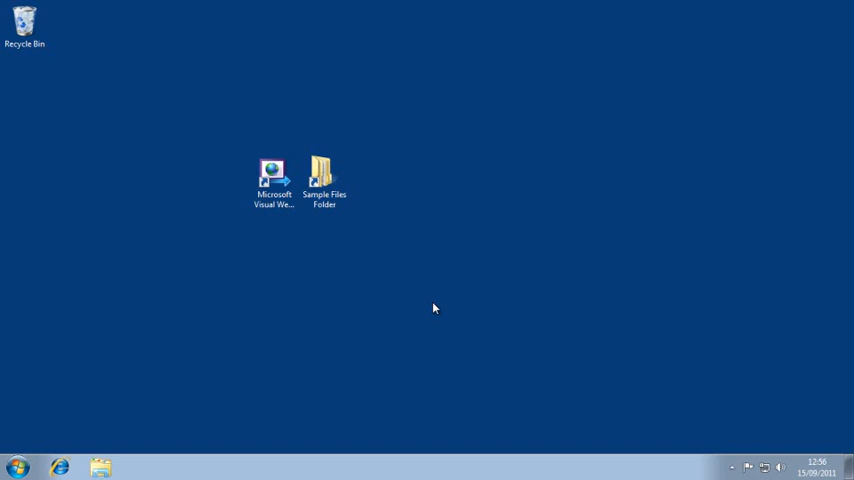 Recycle Bin
Microsoft
Visual We...
Sample Files
Folder
12:56
15/09/2011